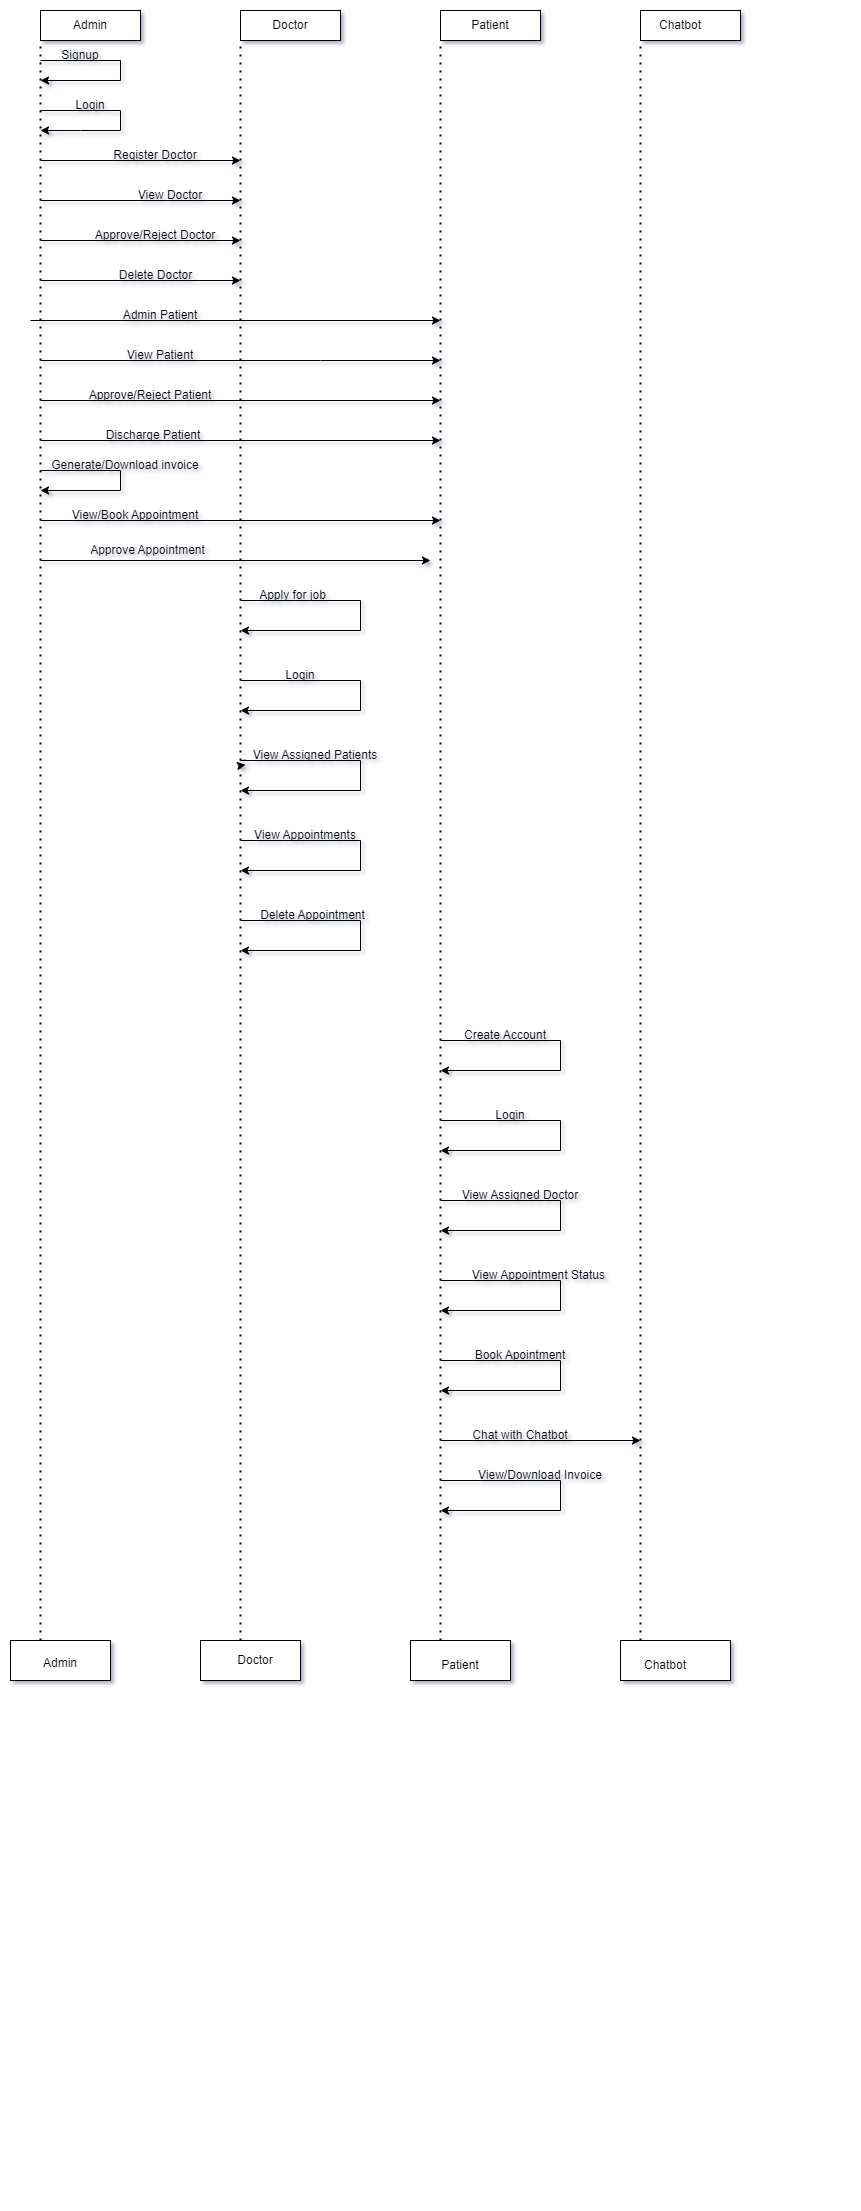 Admin
Doctor
Patient
Chatbot
Signup
Login
Register Doctor
View Doctor
Approve/Reject Doctor
Delete Doctor
Admin Patient
View Patient
Approve/Reject Patient
Discharge Patient
Generate/Download invoice
View/Book Appointment
Approve Appointment
Apply for job
Login
View Assigned Patients
View Appointments
Delete Appointment
Create Account
Login
View Assigned Doctor
View Appointment Status
Book Apointment
Chat with Chatbot
View/Download Invoice
Admin
Doctor
Patient
Chatbot